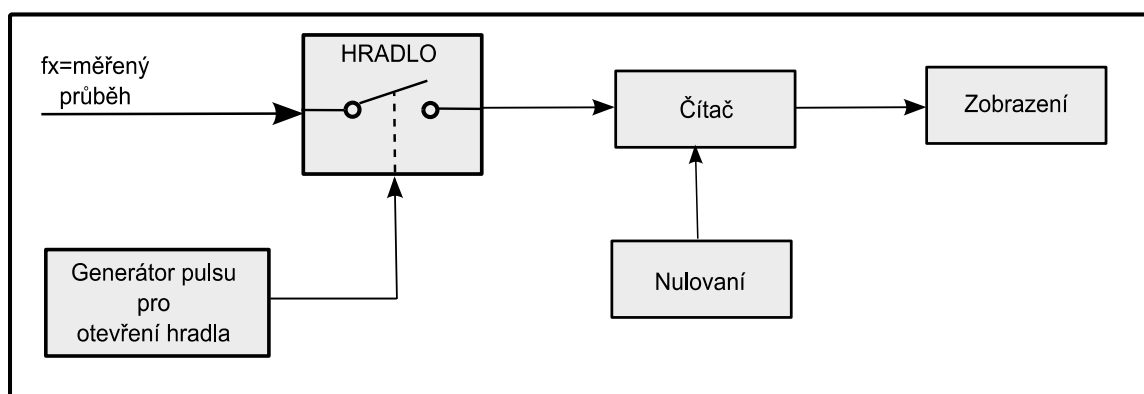 fx=měřený
průběh
HRADLO
Čítač
Zobrazení
Generátor pulsu
pro
otevření hradla
Nulovaní